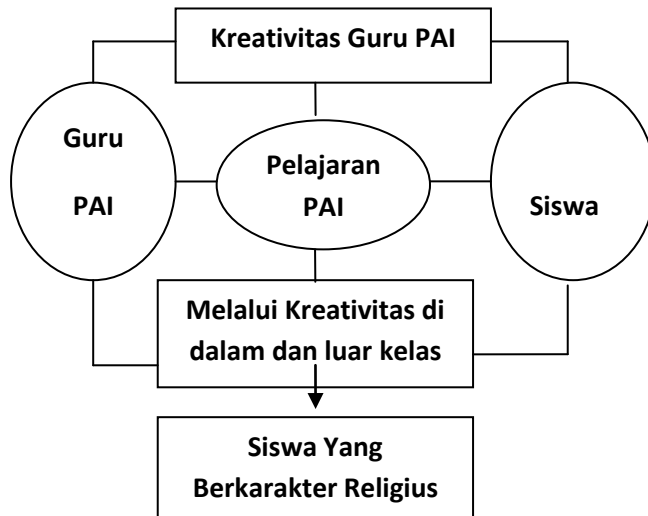 Kreativitas Guru PAI
Guru
PAI
Pelajaran
PAI
Siswa
Melalui Kreativitas di
dalam dan luar kelas
Siswa Yang
Berkarakter Religius